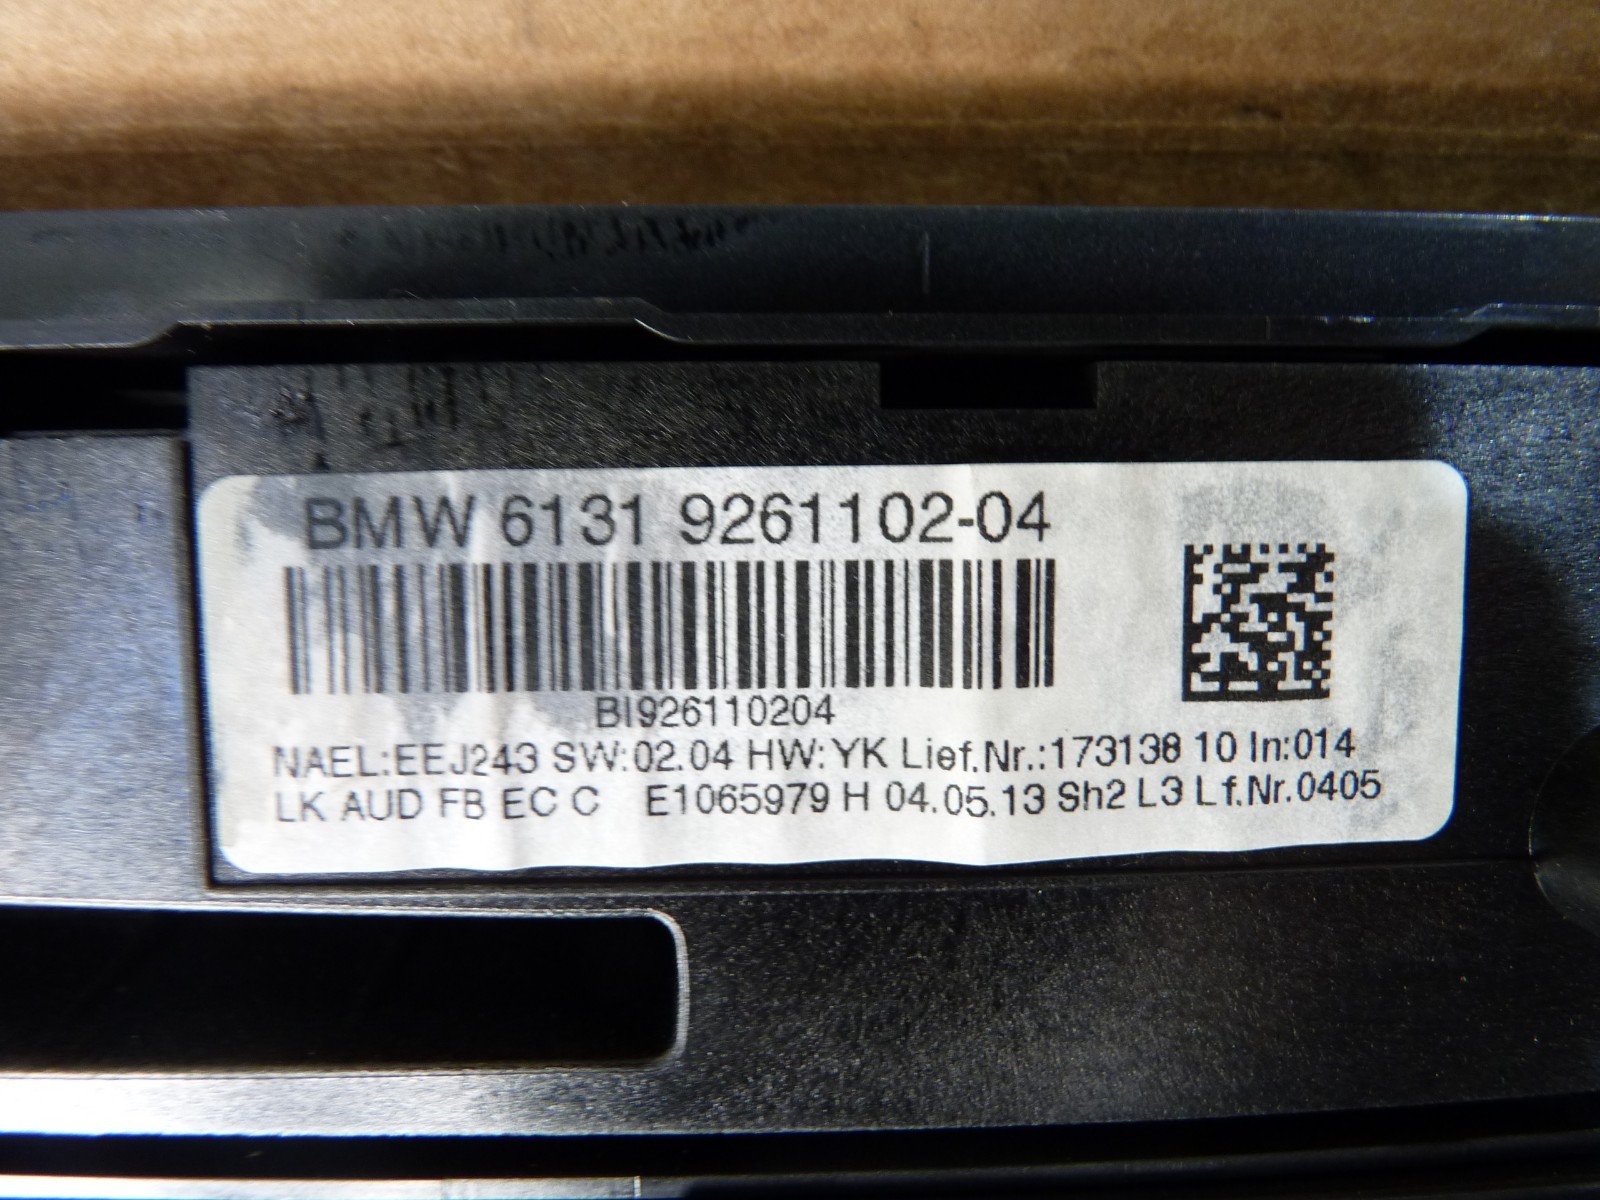 BMW 6131 9261102-04
BI926110204
NAEL:EEJ243 SW:02.04 HW:YK Lief.Nr.:173138 10 In:014
LK AUD FB EC C E1065979 H 04.05.13 Sh2 L3 Lf.Nr.0405